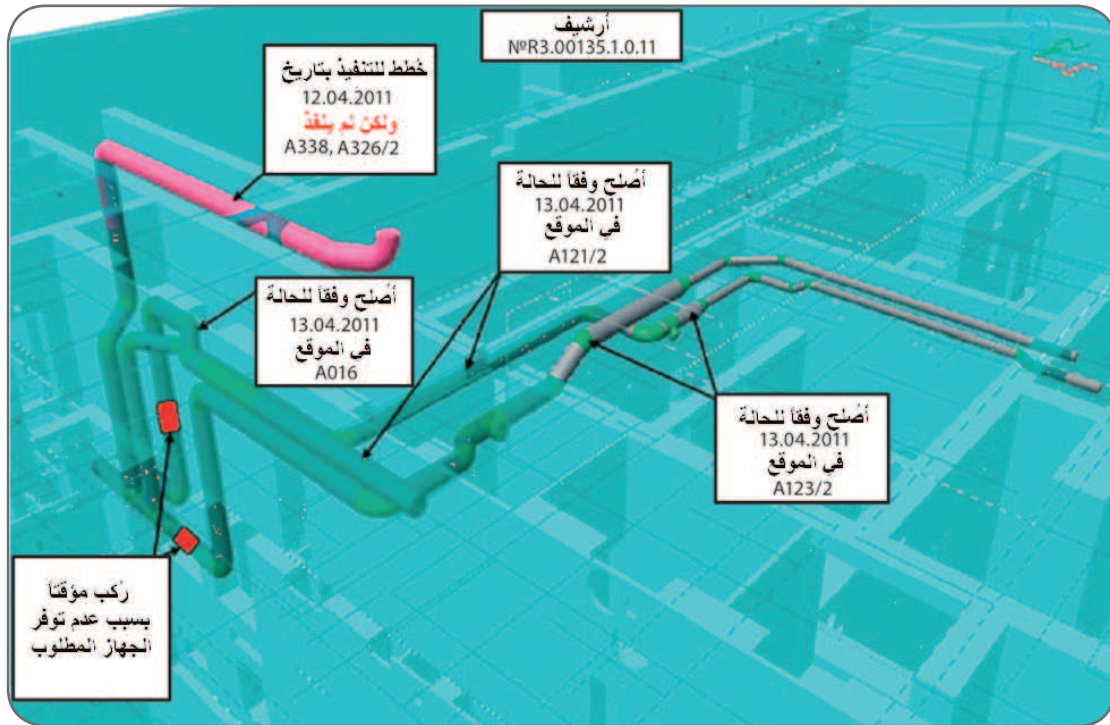 أرشيف
№R3.00135.1.0.11
خُطط للتنفيذ بتاريخ
12.04.2011
ولكن لم ينفذ
A338, A326/2
أُصلح وفقاً للحالة
13.04.2011
في الموقع
A121/2
أُصلح وفقاً للحالة
13.04.2011
في الموقع
A016
أُصلح وفقاً للحالة
13.04.2011
في الموقع
A123/2
رُكب مؤقتاً
بسبب عدم توفر
الجهاز المطلوب